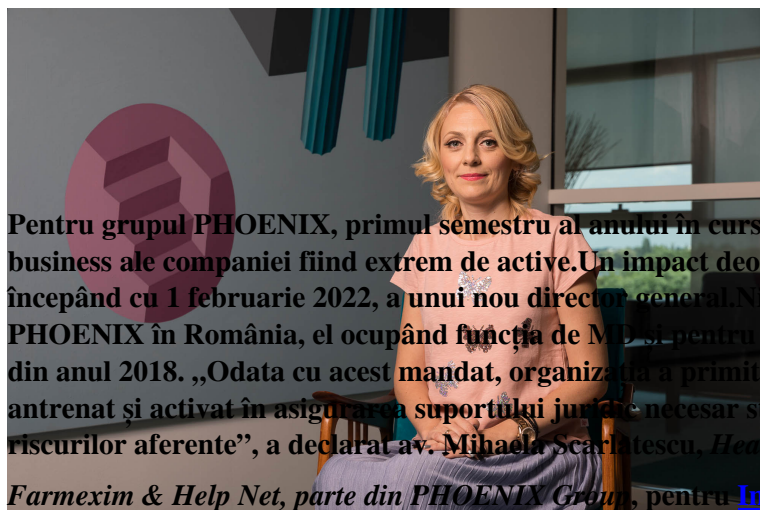 Pentru grupul PHOENIX, primul semestru al anului în curs
business ale companiei fiind extrem de active.Un impact deo
începând cu 1 februarie 2022, a unui nou director general.Ni
PHOENIX în România, el ocupând funcția de MD și pentru
din anul 2018. „Odata cu acest mandat, organizația a primit
antrenat și activat în asigurarea suportului juridic necesar s
riscurilor aferente”, a declarat av. Mihaela Scarlatescu, Hea
Farmexim & Help Net, parte din PHOENIX Group, pentru In